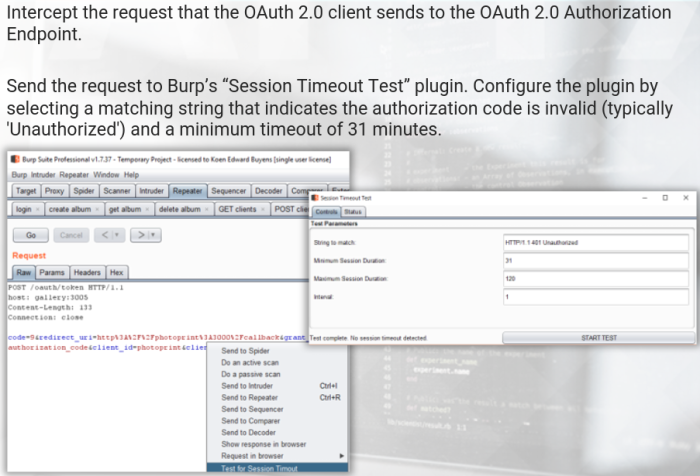 Intercept the request that the OAuth 2.0 client sends to the OAuth 2.0 Authorization
Endpoint.
Send the request to Burp's “Session Timeout Test” plugin. Configure the plugin by
selecting a matching string that indicates the authorization code is invalid (typically
'Unauthorized') and a minimum timeout of 31 minutes.
Burp Suite Professional v1.7.37 - Temporary Project - licensed to Koen Edward Buyens [single user license]
Burp Intruder Repeater Window Help
Target Proxy Spider Scanner Intruder Repeater Sequencer Decoder
login × create album × get album × delete album × GET clients × POST
Go Cancel < >
Request
Raw Params Headers Hex
POST /oauth/token HTTP/1.1
host: gallery:3005
Content-Length: 133
Connection: close
code=9&redirect_uri=http%3A%2F%2Fphotoprint%3A3000%2Fcallback&grant
authorization_code&client_id=photoprint&clie
Send to Spider
Do an active scan
Do a passive scan
Send to Intruder Ctrl+I
Send to Repeater Ctrl+R
Send to Sequencer
Send to Comparer
Send to Decoder
Show response in browser
Request in browser
Test for Session Timout
Session Timeout Test
Controls Status
Test Parameters
String to match: HTTP/1.1 401 Unauthorized
Minimum Session Duration: 31
Maximum Session Duration: 120
Interval: 1
Test complete. No session timeout detected. START TEST